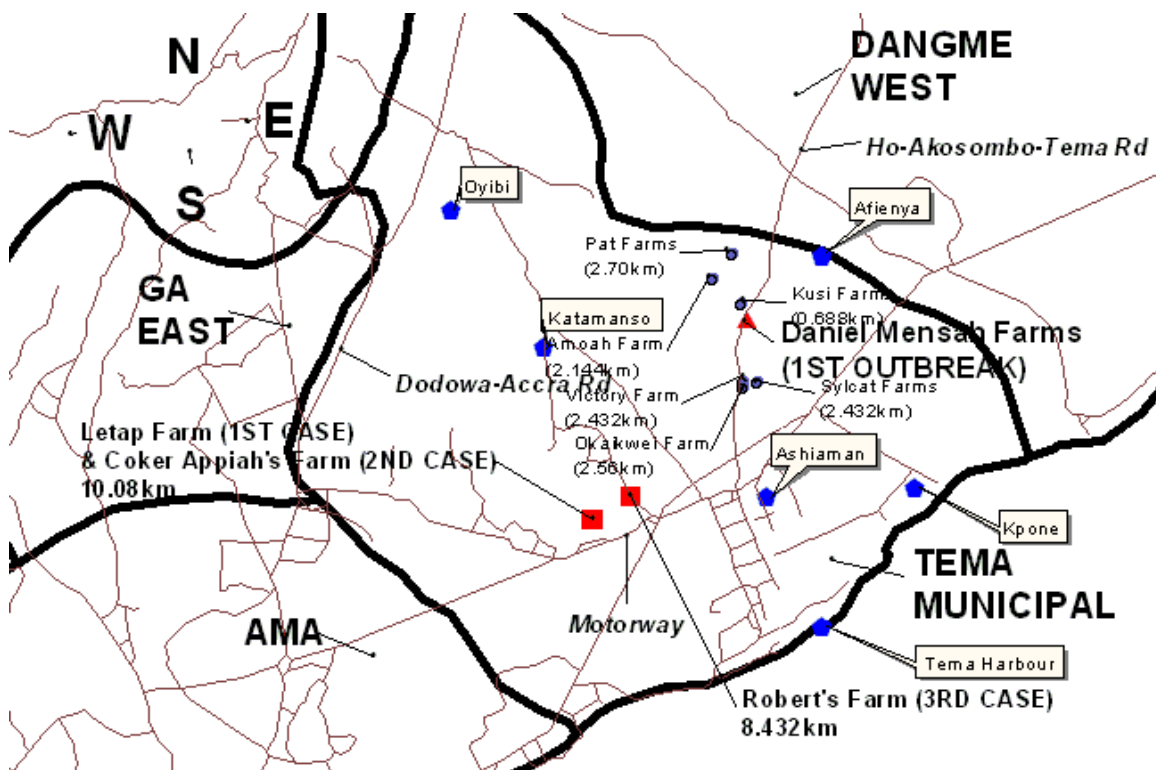 N
W
E
S
DANGME
WEST
Ho-Akosombo-Tema Rd
Oyibi
Afienya
Pat Farms
(2.70km)
GA
EAST
Kusi Farms
(0.688km)
Katamanso
Amoah Farm
(2.144km)
Daniel Mensah Farms
(1ST OUTBREAK)
Dodowa-Accra Rd
Victory Farm
(2.432km)
Sylcat Farms
(2.432km)
Okaikwei Farm
(2.56km)
Letap Farm (1ST CASE)
& Coker Appiah's Farm (2ND CASE)
10.08km
Ashiaman
Kpone
TEMA
MUNICIPAL
Motorway
AMA
Tema Harbour
Robert's Farm (3RD CASE)
8.432km